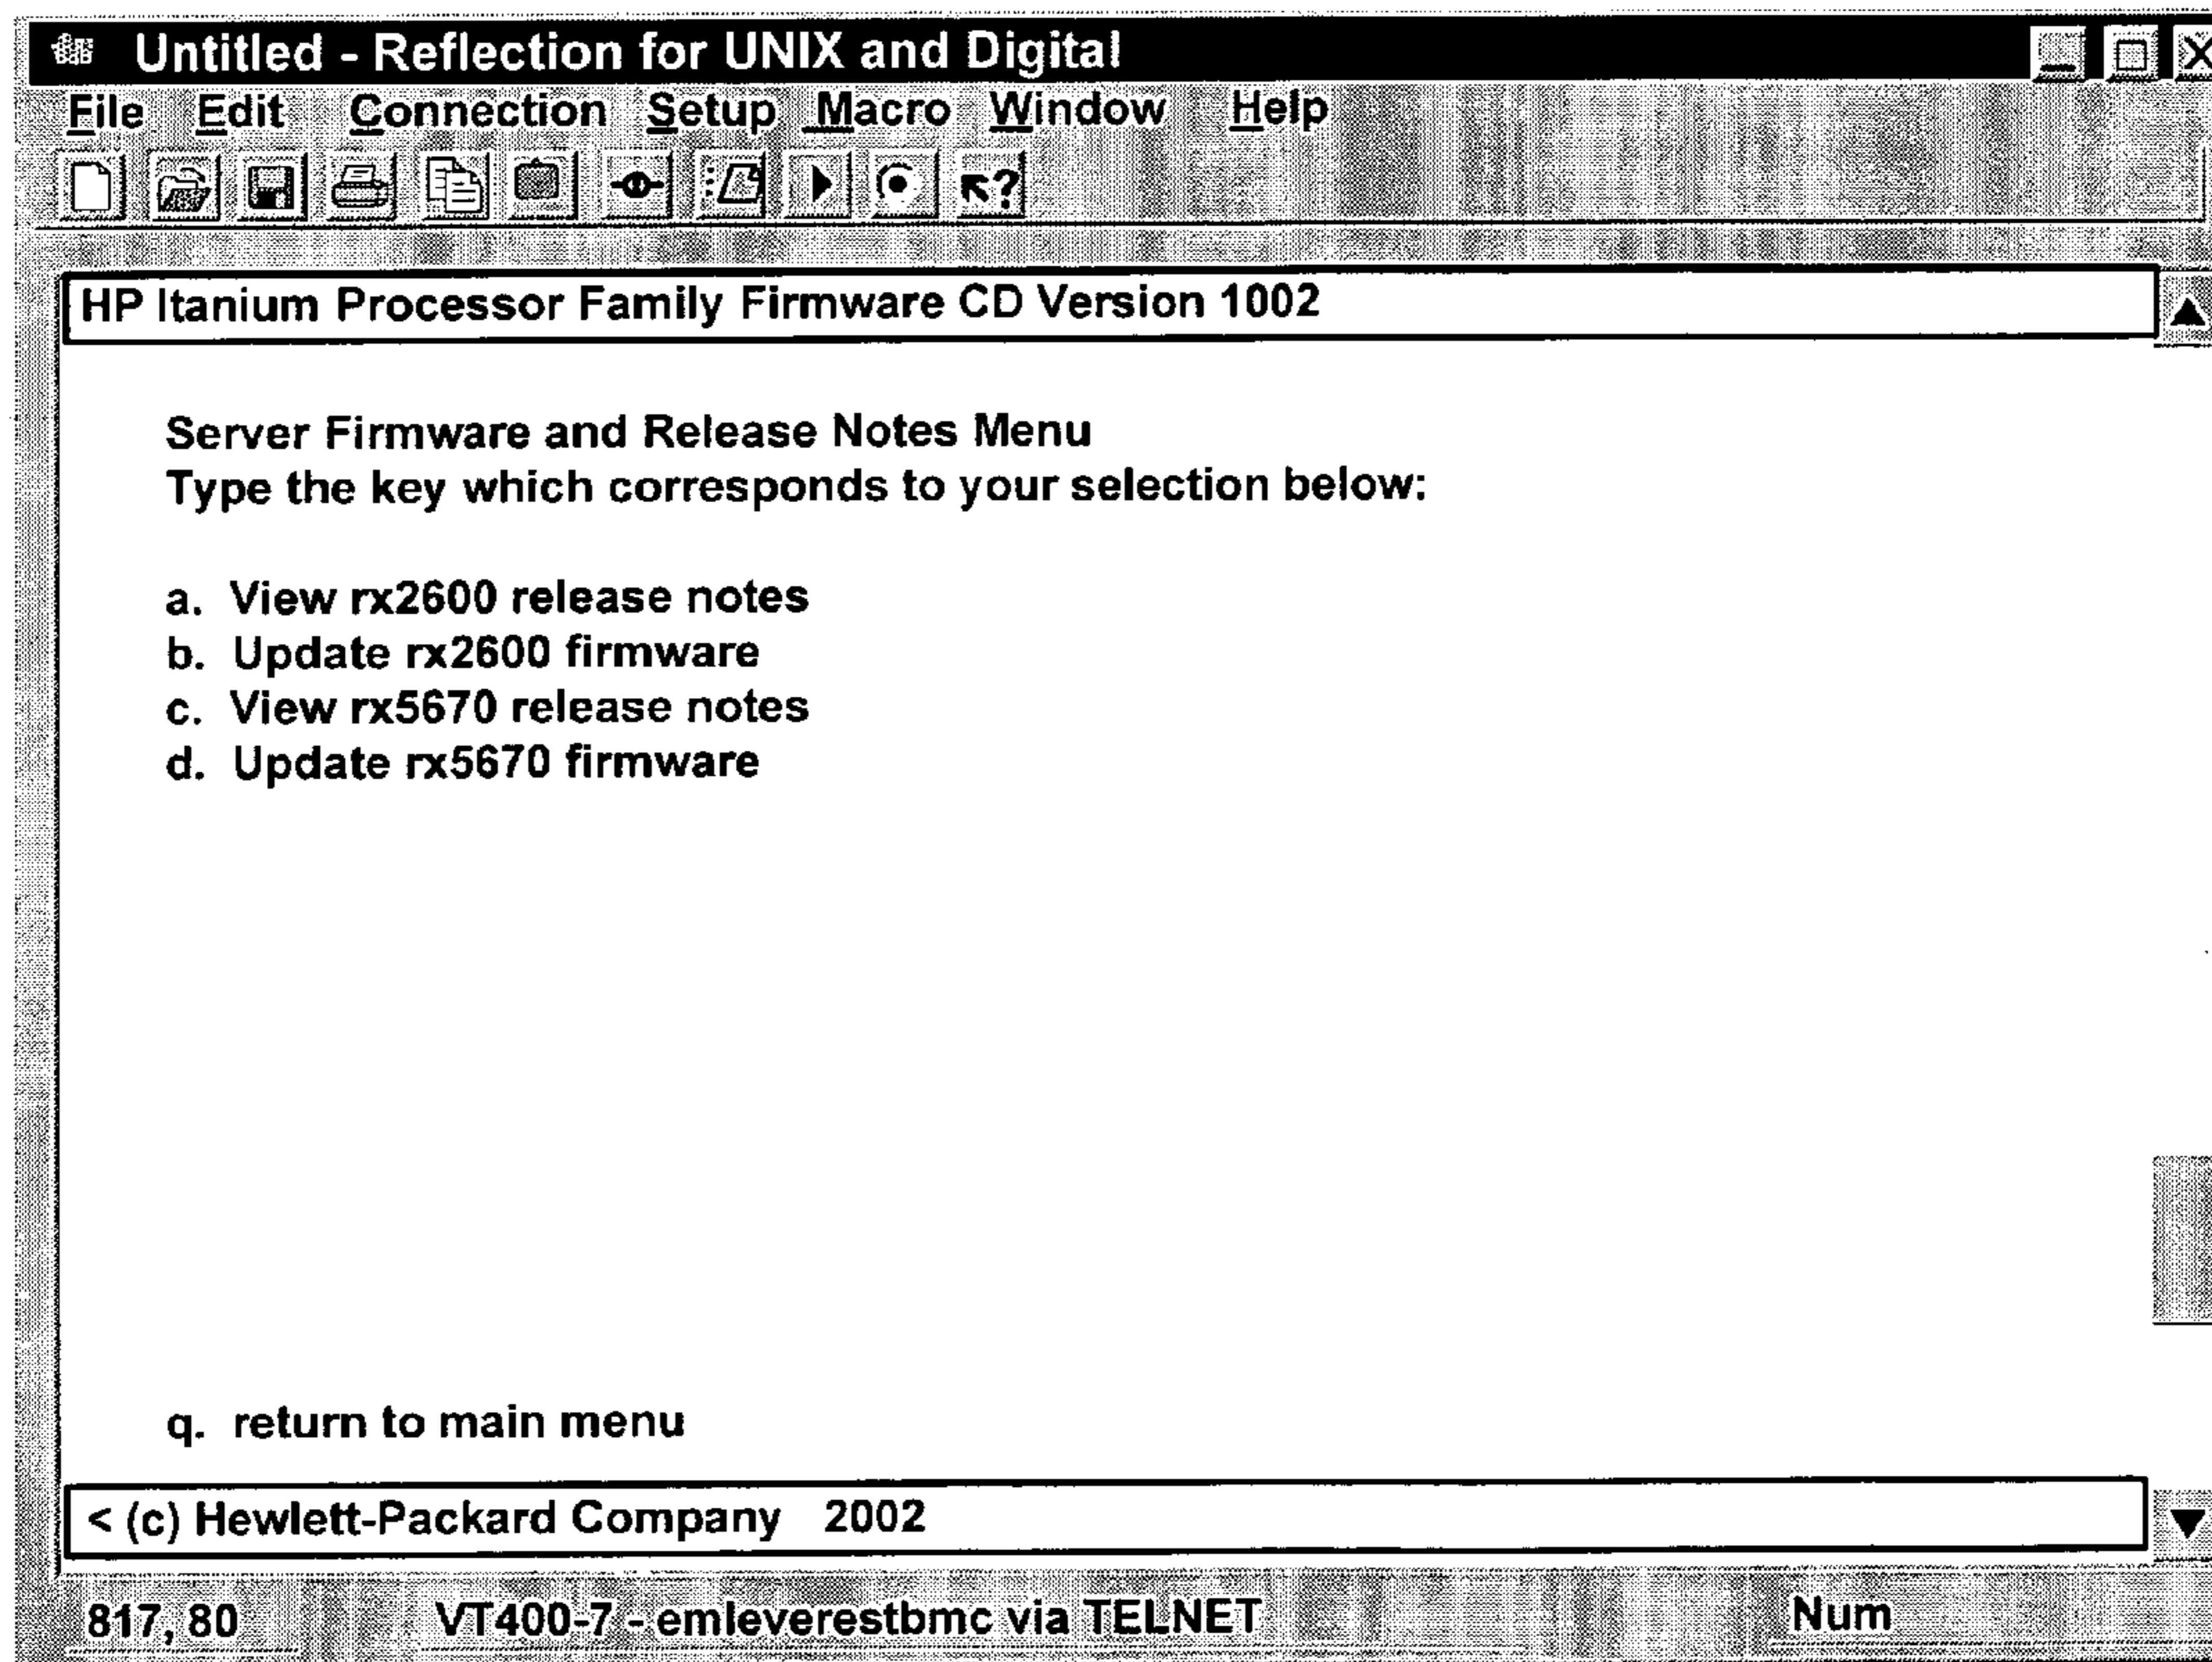 Untitled - Reflection for UNIX and Digital
File Edit Connection Setup Macro Window Help
HP Itanium Processor Family Firmware CD Version 1002
Server Firmware and Release Notes Menu
Type the key which corresponds to your selection below:
a. View rx2600 release notes
b. Update rx2600 firmware
c. View rx5670 release notes
d. Update rx5670 firmware
q. return to main menu
< (c) Hewlett-Packard Company 2002
817, 80 VT400-7 - emleverestbmc via TELNET Num